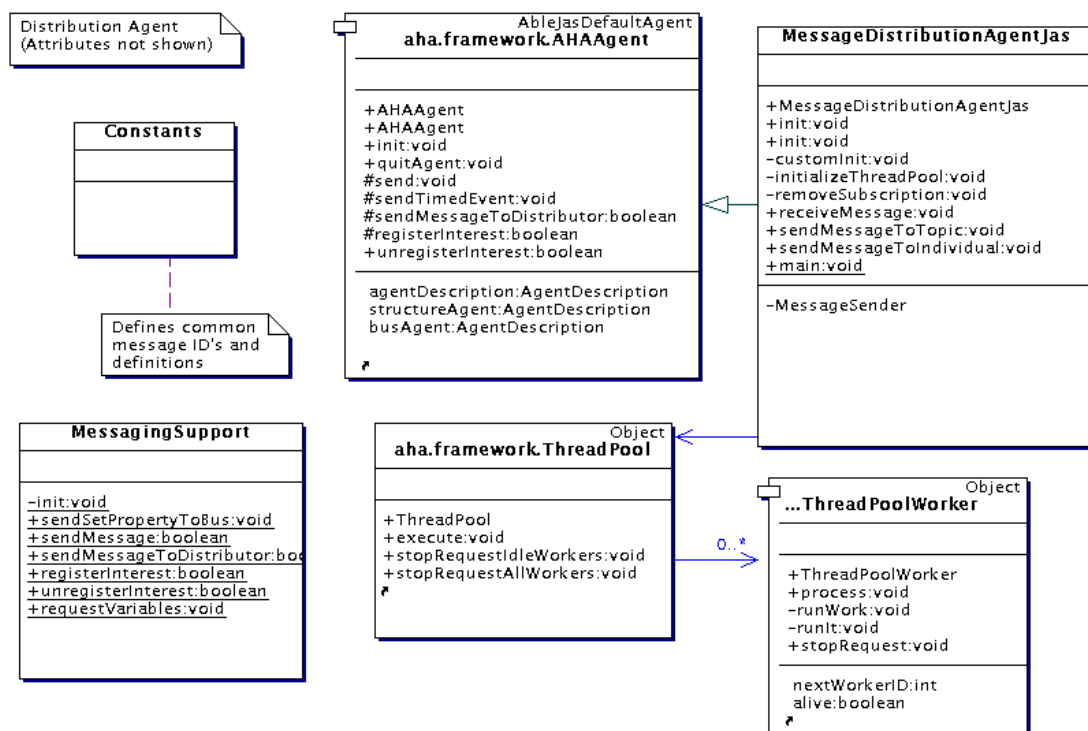 Distribution Agent
(Attributes not shown)
Constants
Defines common
message ID's and
definitions
AbleJasDefaultAgent
aha.framework.AHAAgent
+AHAAgent
+AHAAgent
+init:void
+quitAgent:void
#send:void
#sendTimedEvent:void
#sendMessageToDistributor:boolean
#registerInterest:boolean
+unregisterInterest:boolean
agentDescription:AgentDescription
structureAgent:AgentDescription
busAgent:AgentDescription
MessageDistributionAgentJas
+MessageDistributionAgentJas
+init:void
+init:void
-customInit:void
-initializeThreadPool:void
-removeSubscription:void
+receiveMessage:void
+sendMessageToTopic:void
+sendMessageToIndividual:void
+main:void
-MessageSender
MessagingSupport
-init:void
+sendSetPropertyToBus:void
+sendMessage:boolean
+sendMessageToDistributor:boo
+registerInterest:boolean
+unregisterInterest:boolean
+requestVariables:void
Object
aha.framework.ThreadPool
+ThreadPool
+execute:void
+stopRequestIdleWorkers:void
+stopRequestAllWorkers:void
0..*
Object
...ThreadPoolWorker
+ThreadPoolWorker
+process:void
-runWork:void
-runIt:void
+stopRequest:void
nextWorkerID:int
alive:boolean